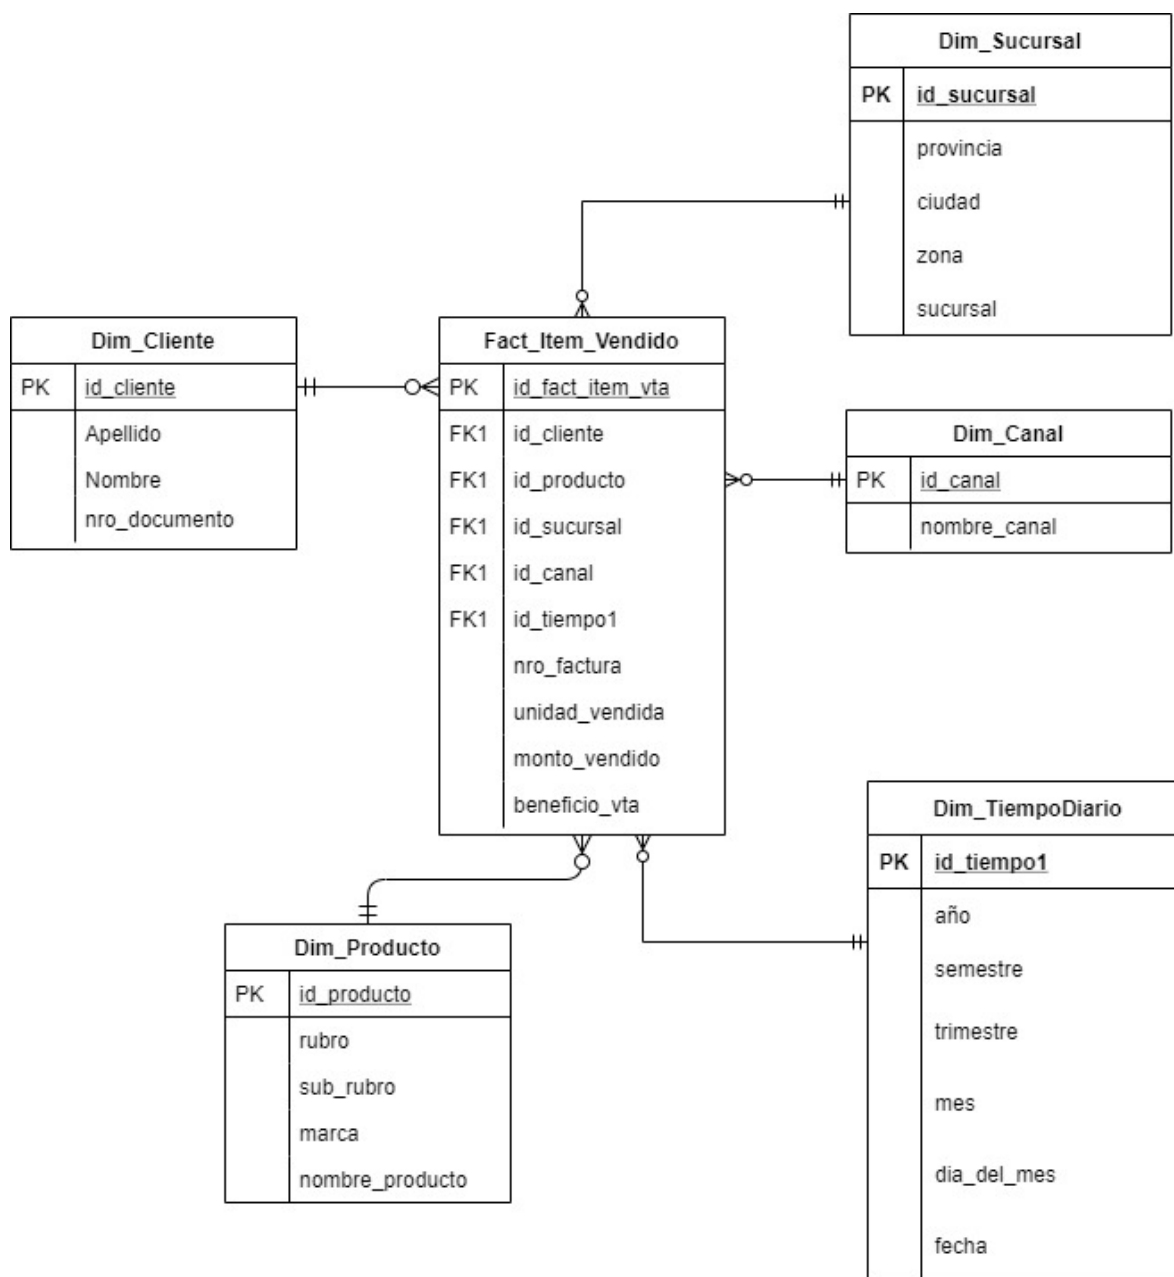 Dim_Sucursal
PK id_sucursal
provincia
ciudad
zona
sucursal
Dim_Cliente
PK id_cliente
Apellido
Nombre
nro_documento
Fact_Item_Vendido
PK id_fact_item_vta
FK1 id_cliente
FK1 id_producto
FK1 id_sucursal
FK1 id_canal
FK1 id_tiempo1
nro_factura
unidad_vendida
monto_vendido
beneficio_vta
Dim_Canal
PK id_canal
nombre_canal
Dim_Producto
PK id_producto
rubro
sub_rubro
marca
nombre_producto
Dim_TiempoDiario
PK id_tiempo1
año
semestre
trimestre
mes
dia_del_mes
fecha